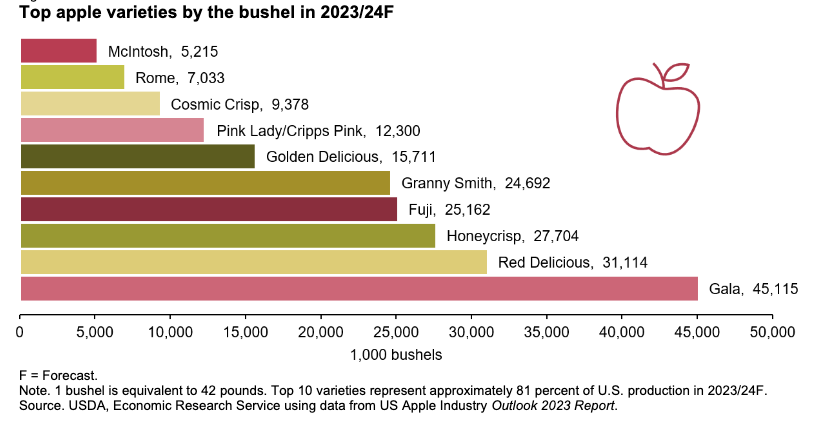 Top apple varieties by the bushel in 2023/24F
McIntosh, 5,215
Rome, 7,033
Cosmic Crisp, 9,378
Pink Lady/Cripps Pink, 12,300
Golden Delicious, 15,711
Granny Smith, 24,692
Fuji, 25,162
Honeycrisp, 27,704
Red Delicious, 31,114
Gala, 45,115
0 5,000 10,000 15,000 20,000 25,000 30,000 35,000 40,000 45,000 50,000
1,000 bushels
F = Forecast.
Note. 1 bushel is equivalent to 42 pounds. Top 10 varieties represent approximately 81 percent of U.S. production in 2023/24F.
Source. USDA, Economic Research Service using data from US Apple Industry Outlook 2023 Report.